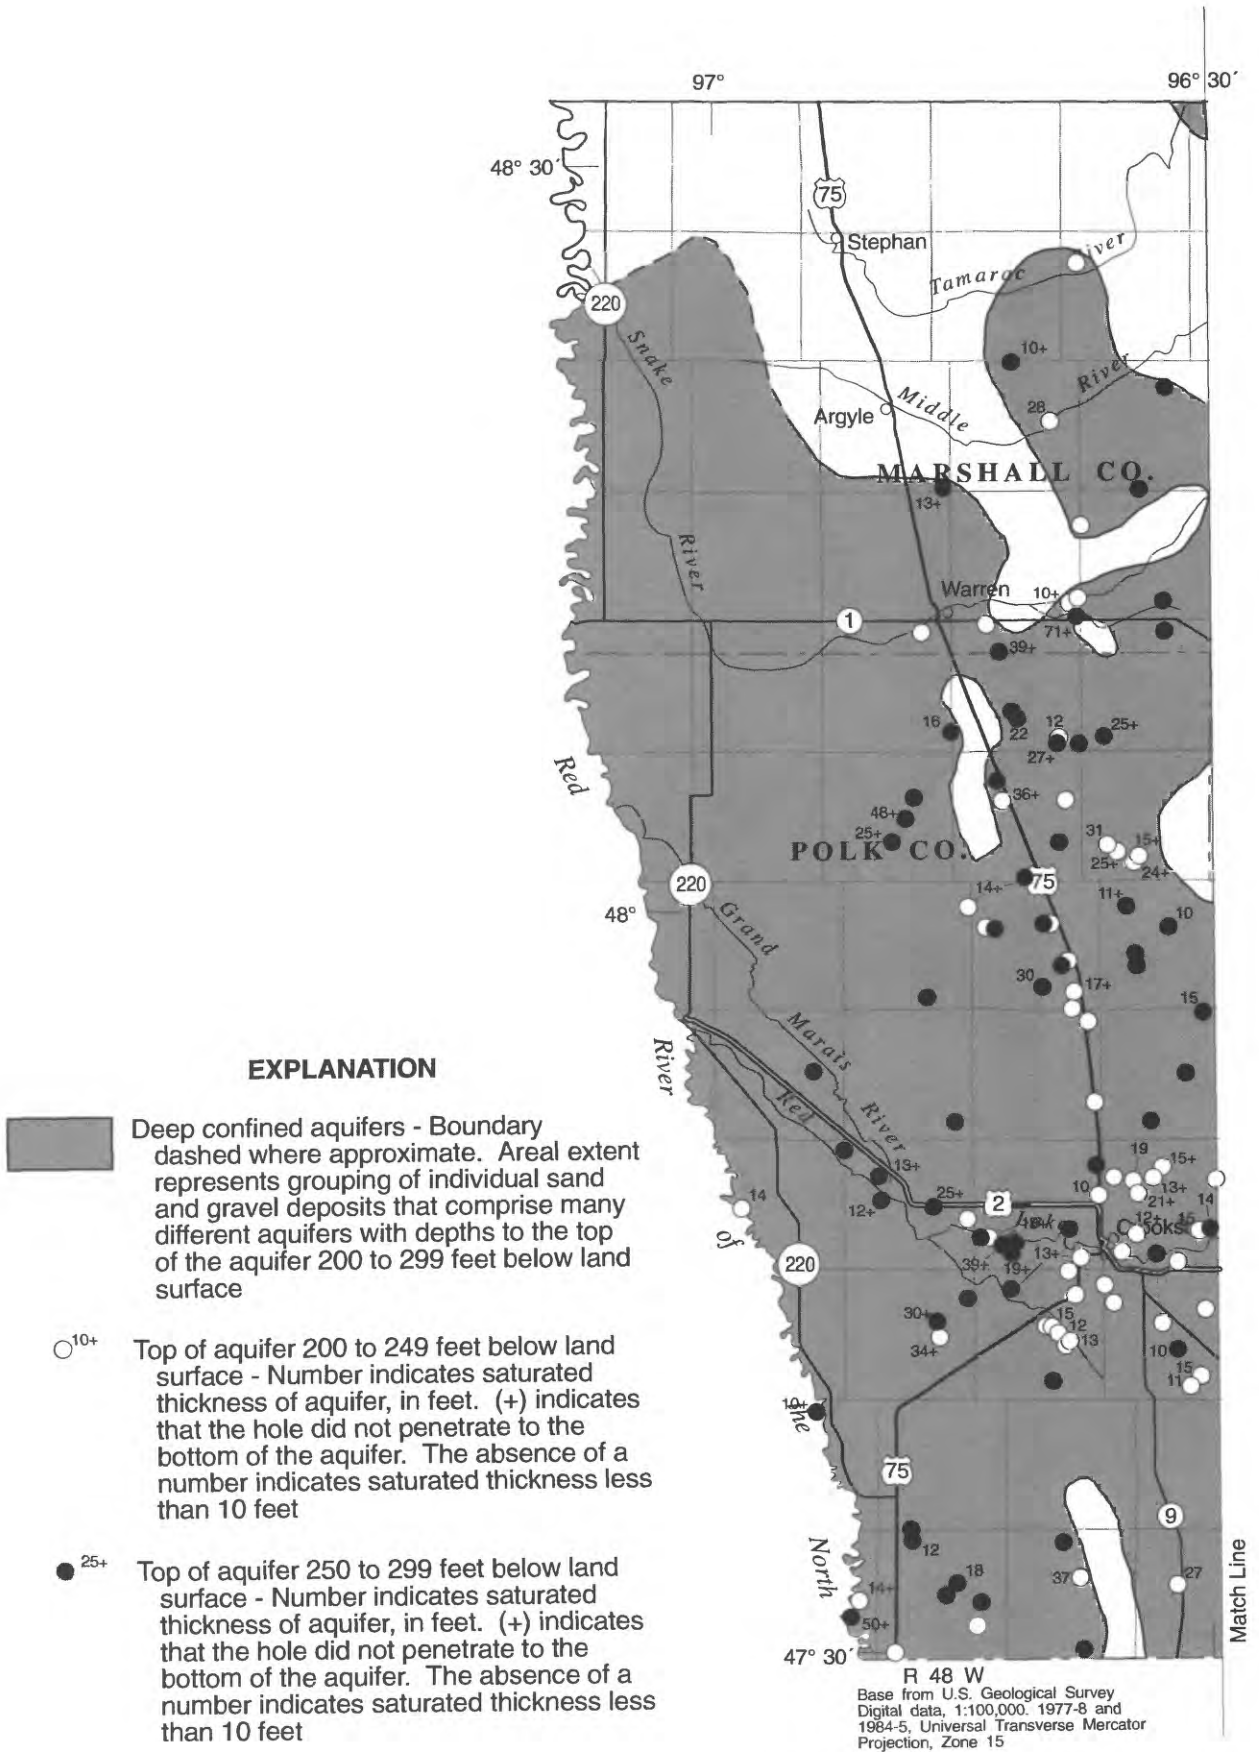 97°
96° 30´
48° 30´
75
Stephan
Tamarac
River
220
Snake
10+
River
28
Argyle
Middle
MARSHALL CO.
13+
River
Warren
10+
1
71+
39+
16
22
12
25+
27+
Red
36+
48+
25+
31
15+
POLK CO.
25+
24+
220
14+
75
11+
10
48°
Grand
30
17+
15
Marais
River
Red
River
19
15+
13+
10
13+
14
25+
12+
21+
14
2
12+
15
Lake
Crooks
of
13+
39+
19+
220
30+
15
12
13
34+
10
15
11
10+
the
75
9
12
North
18
37
27
14+
50+
47° 30´
R 48 W
Match Line
Base from U.S. Geological Survey
Digital data, 1:100,000. 1977-8 and
1984-5, Universal Transverse Mercator
Projection, Zone 15
EXPLANATION
Deep confined aquifers - Boundary
dashed where approximate. Areal extent
represents grouping of individual sand
and gravel deposits that comprise many
different aquifers with depths to the top
of the aquifer 200 to 299 feet below land
surface
10+
Top of aquifer 200 to 249 feet below land
surface - Number indicates saturated
thickness of aquifer, in feet. (+) indicates
that the hole did not penetrate to the
bottom of the aquifer. The absence of a
number indicates saturated thickness less
than 10 feet
25+
Top of aquifer 250 to 299 feet below land
surface - Number indicates saturated
thickness of aquifer, in feet. (+) indicates
that the hole did not penetrate to the
bottom of the aquifer. The absence of a
number indicates saturated thickness less
than 10 feet